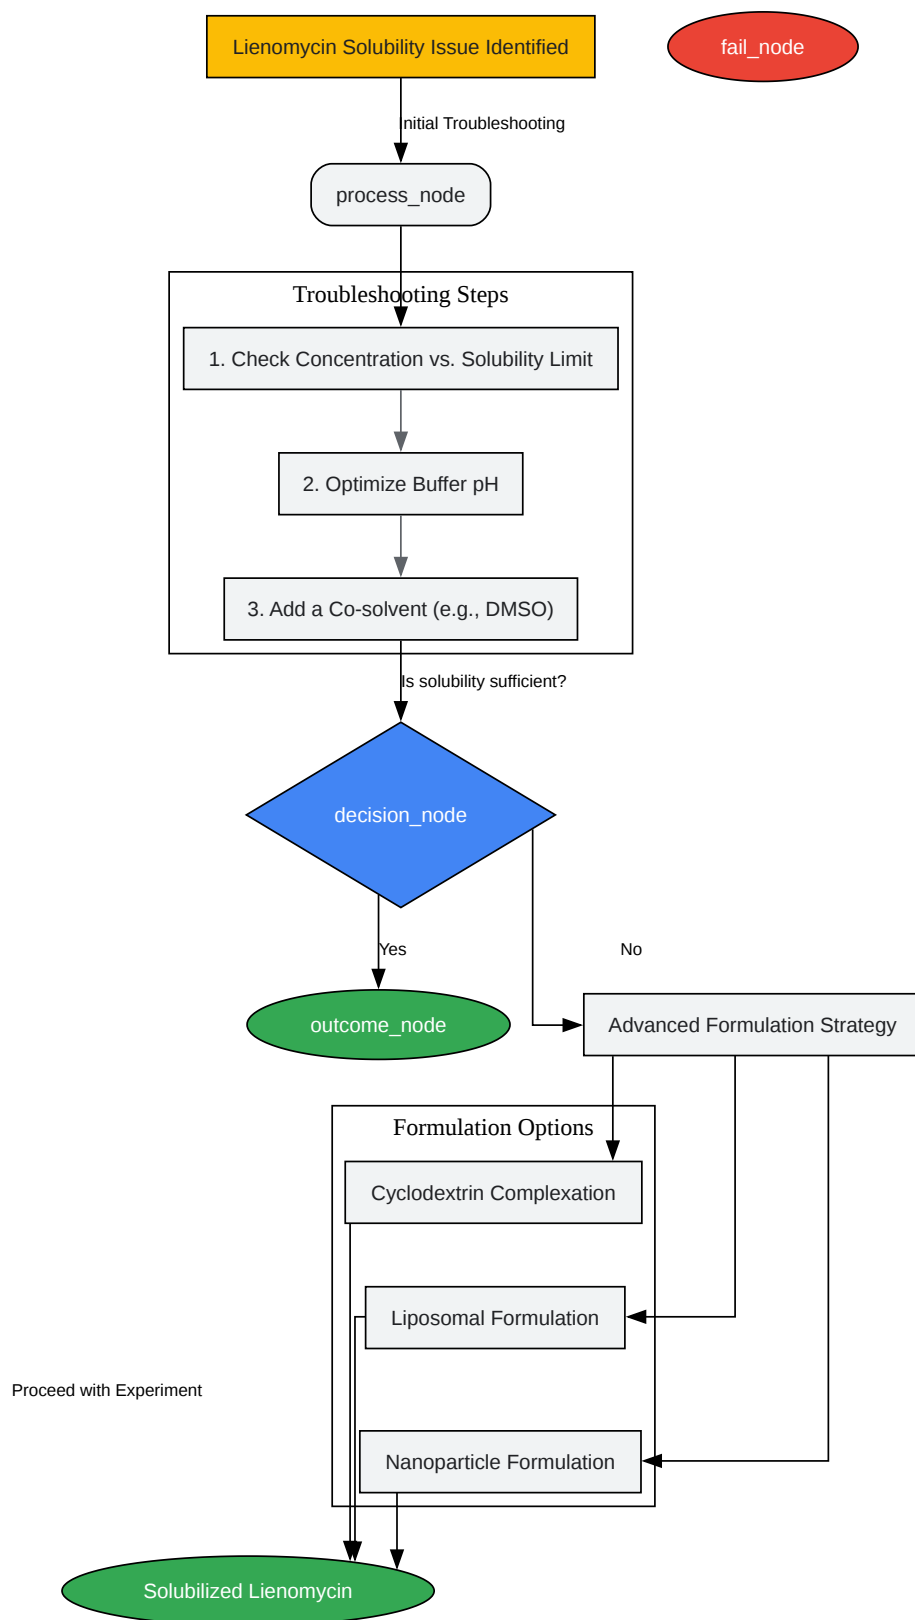 Lienomycin Solubility Issue Identified
fail_node
Initial Troubleshooting
process_node
Troubleshooting Steps
1. Check Concentration vs. Solubility Limit
2. Optimize Buffer pH
3. Add a Co-solvent (e.g., DMSO)
Is solubility sufficient?
decision_node
Yes
No
outcome_node
Advanced Formulation Strategy
Formulation Options
Cyclodextrin Complexation
Liposomal Formulation
Proceed with Experiment
Nanoparticle Formulation
Solubilized Lienomycin